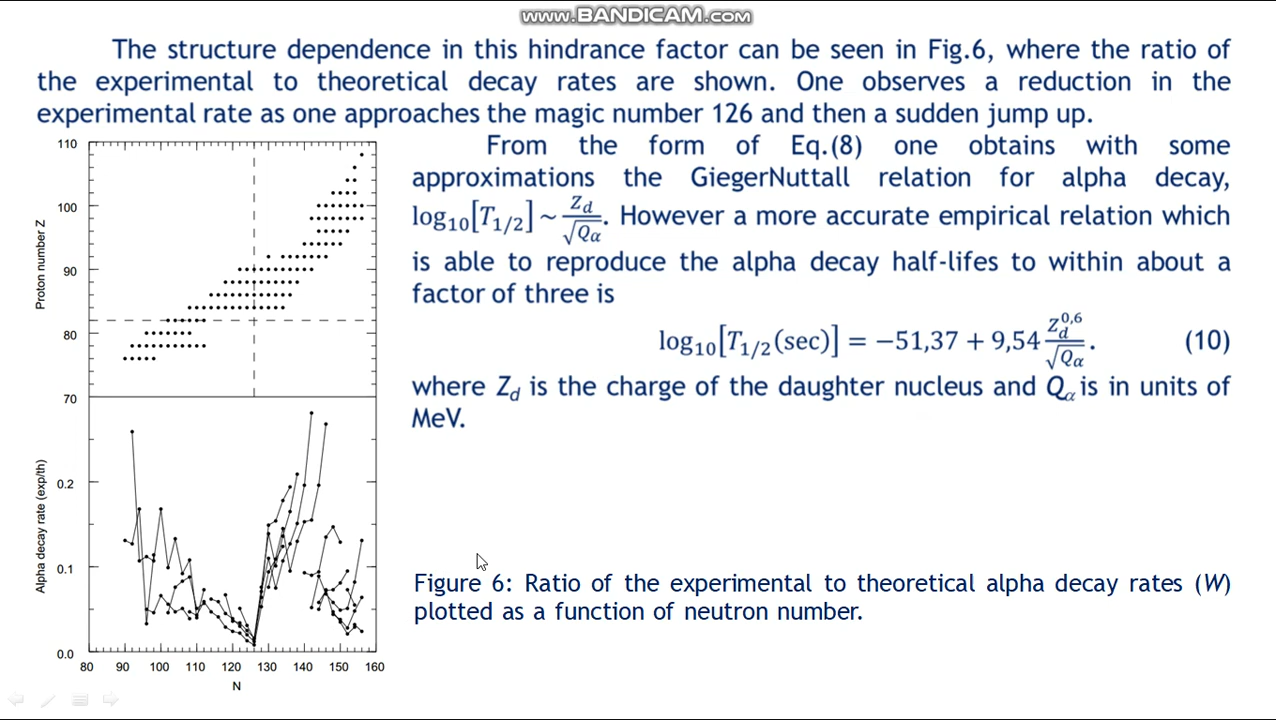 www.BANDICAM.com
The structure dependence in this hindrance factor can be seen in Fig.6, where the ratio of
the experimental to theoretical decay rates are shown. One observes a reduction in the
experimental rate as one approaches the magic number 126 and then a sudden jump up.
From the form of Eq.(8) one obtains with some
approximations the GiegerNuttall relation for alpha decay,
log₁₀[T₁/₂] ~ Z_d/√Q_α. However a more accurate empirical relation which
is able to reproduce the alpha decay half-lifes to within about a
factor of three is
log₁₀[T₁/₂(sec)] = −51,37 + 9,54 Z_d^0,6/√Q_α. (10)
where Z_d is the charge of the daughter nucleus and Q_α is in units of
MeV.
110
100
90
80
70
Proton number Z
0.2
0.1
0.0
Alpha decay rate (exp/th)
80 90 100 110 120 130 140 150 160
N
Figure 6: Ratio of the experimental to theoretical alpha decay rates (W)
plotted as a function of neutron number.